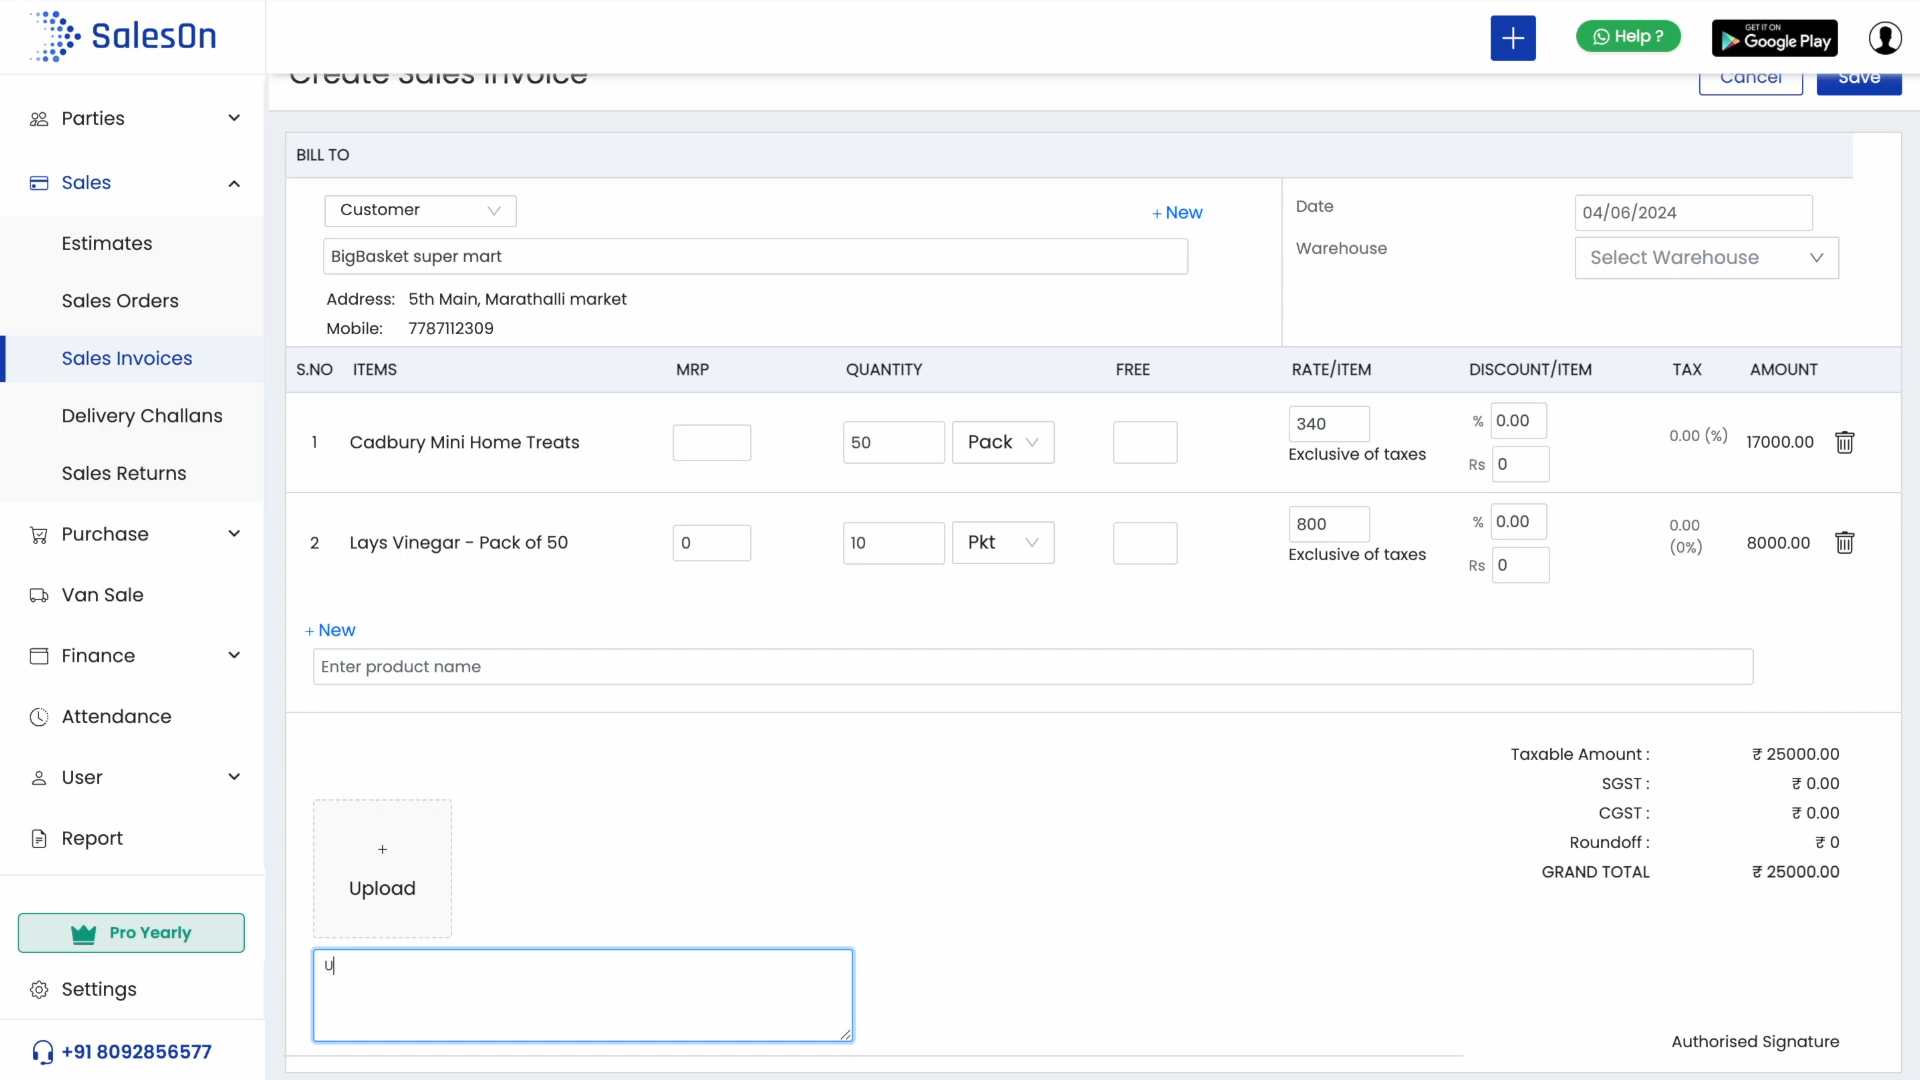 SalesOn
Help ?
GET IT ON
Google Play
Create Sales Invoice
Cancel
Save
Parties
Sales
Estimates
Sales Orders
Sales Invoices
Delivery Challans
Sales Returns
Purchase
Van Sale
Finance
Attendance
User
Report
Pro Yearly
Settings
+91 8092856577
BILL TO
Customer
+ New
BigBasket super mart
Address: 5th Main, Marathalli market
Mobile: 7787112309
Date 04/06/2024
Warehouse Select Warehouse
S.NO ITEMS MRP QUANTITY FREE RATE/ITEM DISCOUNT/ITEM TAX AMOUNT
1 Cadbury Mini Home Treats 50 Pack 340 % 0.00 0.00 (%) 17000.00
Exclusive of taxes Rs 0
2 Lays Vinegar - Pack of 50 0 10 Pkt 800 % 0.00 0.00 (0%) 8000.00
Exclusive of taxes Rs 0
+ New
Enter product name
Taxable Amount : ₹ 25000.00
SGST : ₹ 0.00
CGST : ₹ 0.00
Roundoff : ₹ 0
GRAND TOTAL ₹ 25000.00
+
Upload
U
Authorised Signature